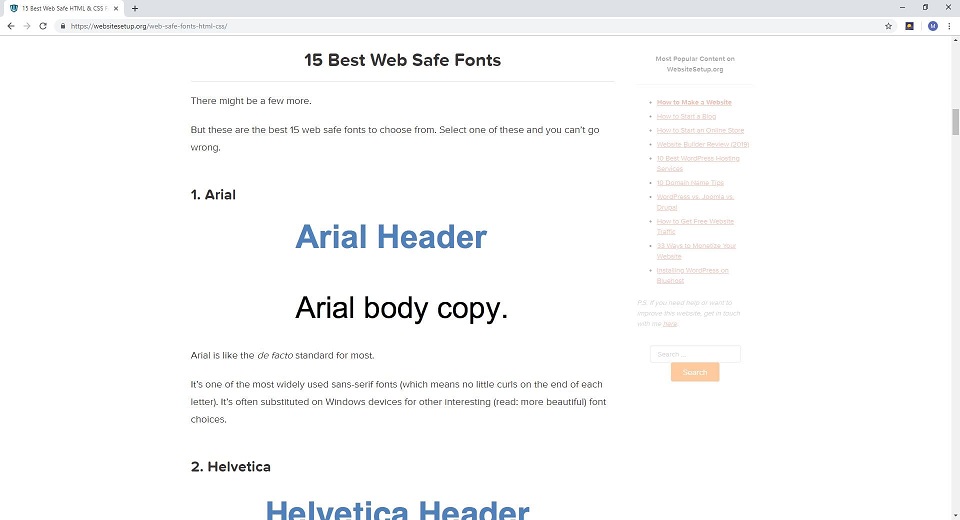 15 Best Web Safe HTML & CSS F
https://websitesetup.org/web-safe-fonts-html-css/
M
15 Best Web Safe Fonts
There might be a few more.
But these are the best 15 web safe fonts to choose from. Select one of these and you can't go
wrong.
1. Arial
Arial Header
Arial body copy.
Arial is like the de facto standard for most.
It's one of the most widely used sans-serif fonts (which means no little curls on the end of each
letter). It's often substituted on Windows devices for other interesting (read: more beautiful) font
choices.
2. Helvetica
Helvetica Header
Most Popular Content on
WebsiteSetup.org
How to Make a Website
How to Start a Blog
How to Start an Online Store
Website Builder Review (2019)
10 Best WordPress Hosting
Services
10 Domain Name Tips
WordPress vs. Joomla vs.
Drupal
How to Get Free Website
Traffic
33 Ways to Monetize Your
Website
Installing WordPress on
Bluehost
P.S. If you need help or want to
improve this website, get in touch
with me here.
Search ...
Search